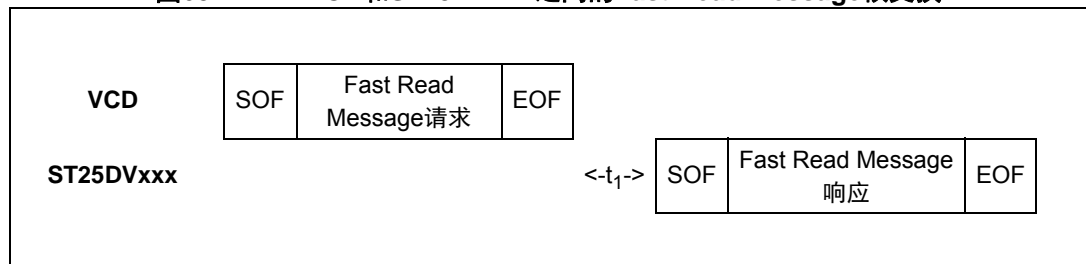 VCD
SOF
Fast Read
Message请求
EOF
ST25DVxxx
<-t1->
SOF
Fast Read Message
响应
EOF